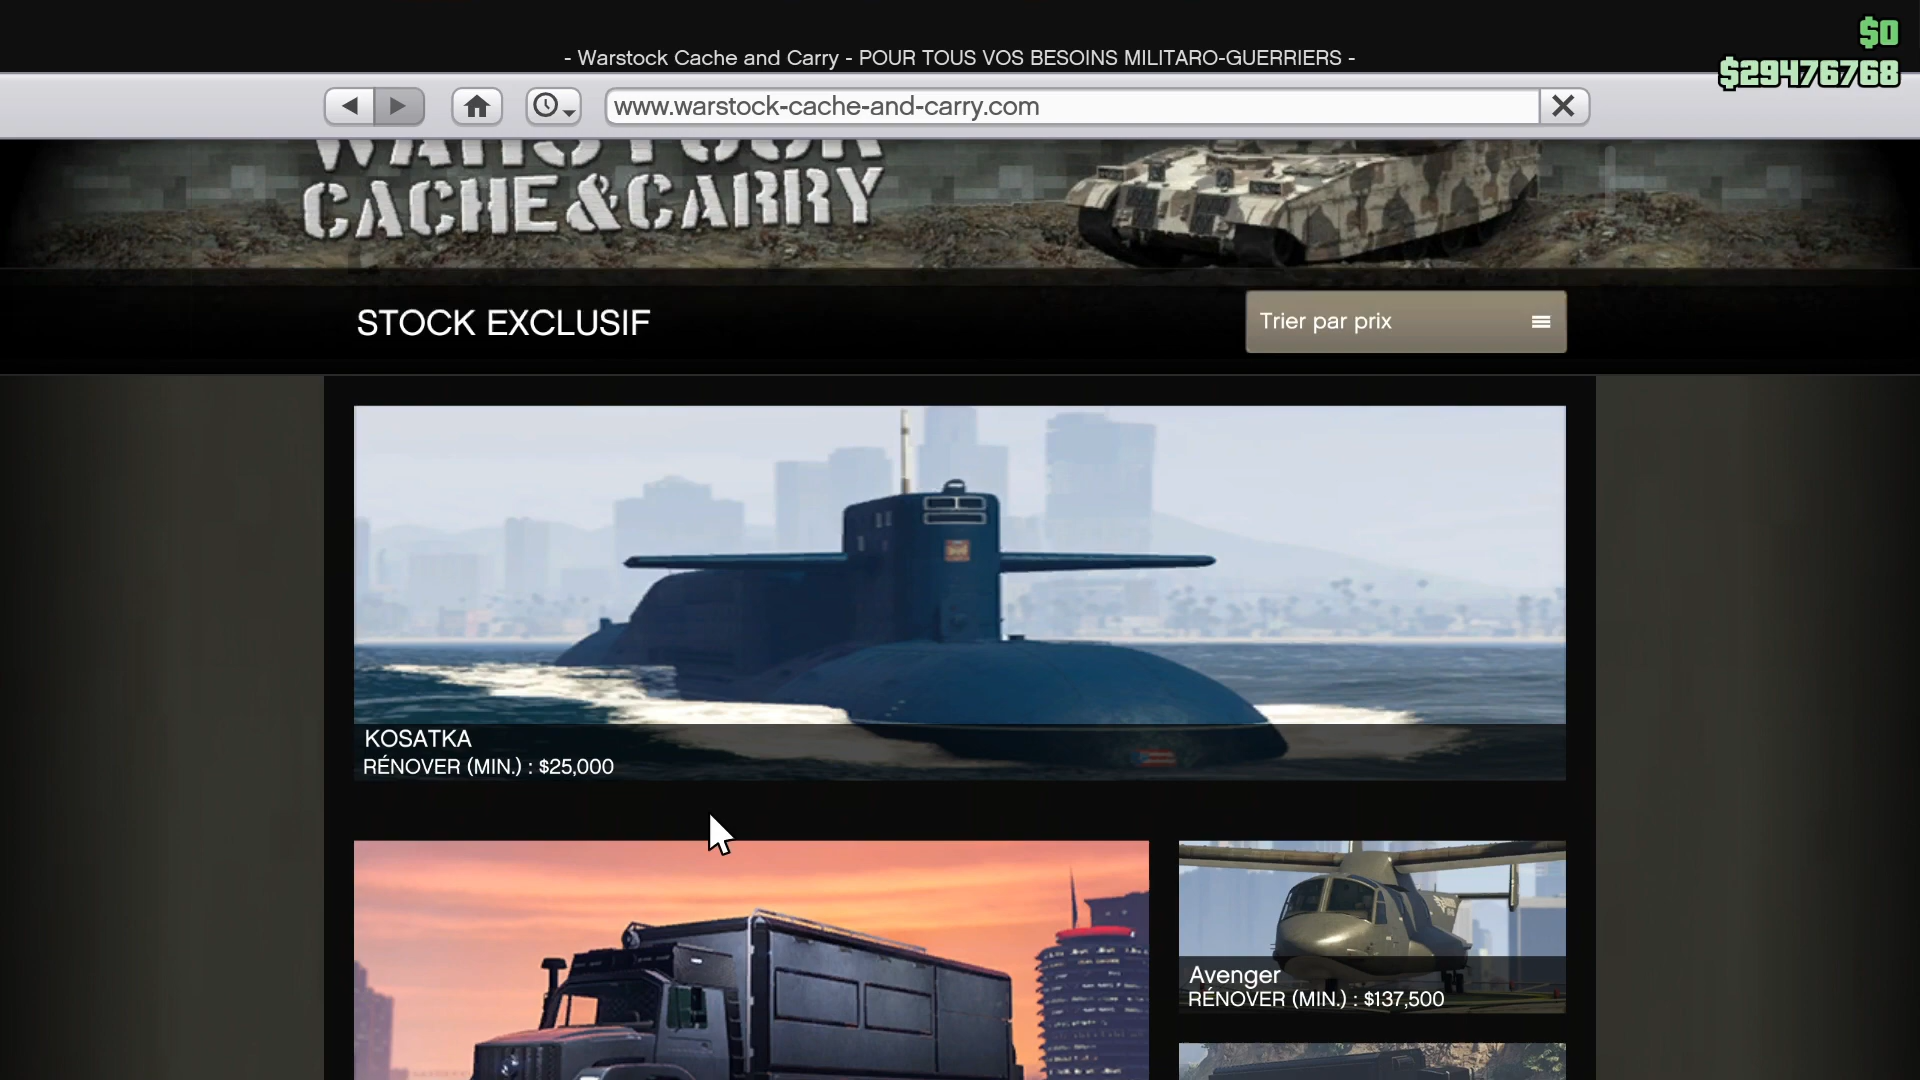 $0
- Warstock Cache and Carry - POUR TOUS VOS BESOINS MILITARO-GUERRIERS -
$29476768
www.warstock-cache-and-carry.com
WARSTOCK
CACHE&CARRY
STOCK EXCLUSIF
Trier par prix
KOSATKA
RÉNOVER (MIN.) : $25,000
Avenger
RÉNOVER (MIN.) : $137,500